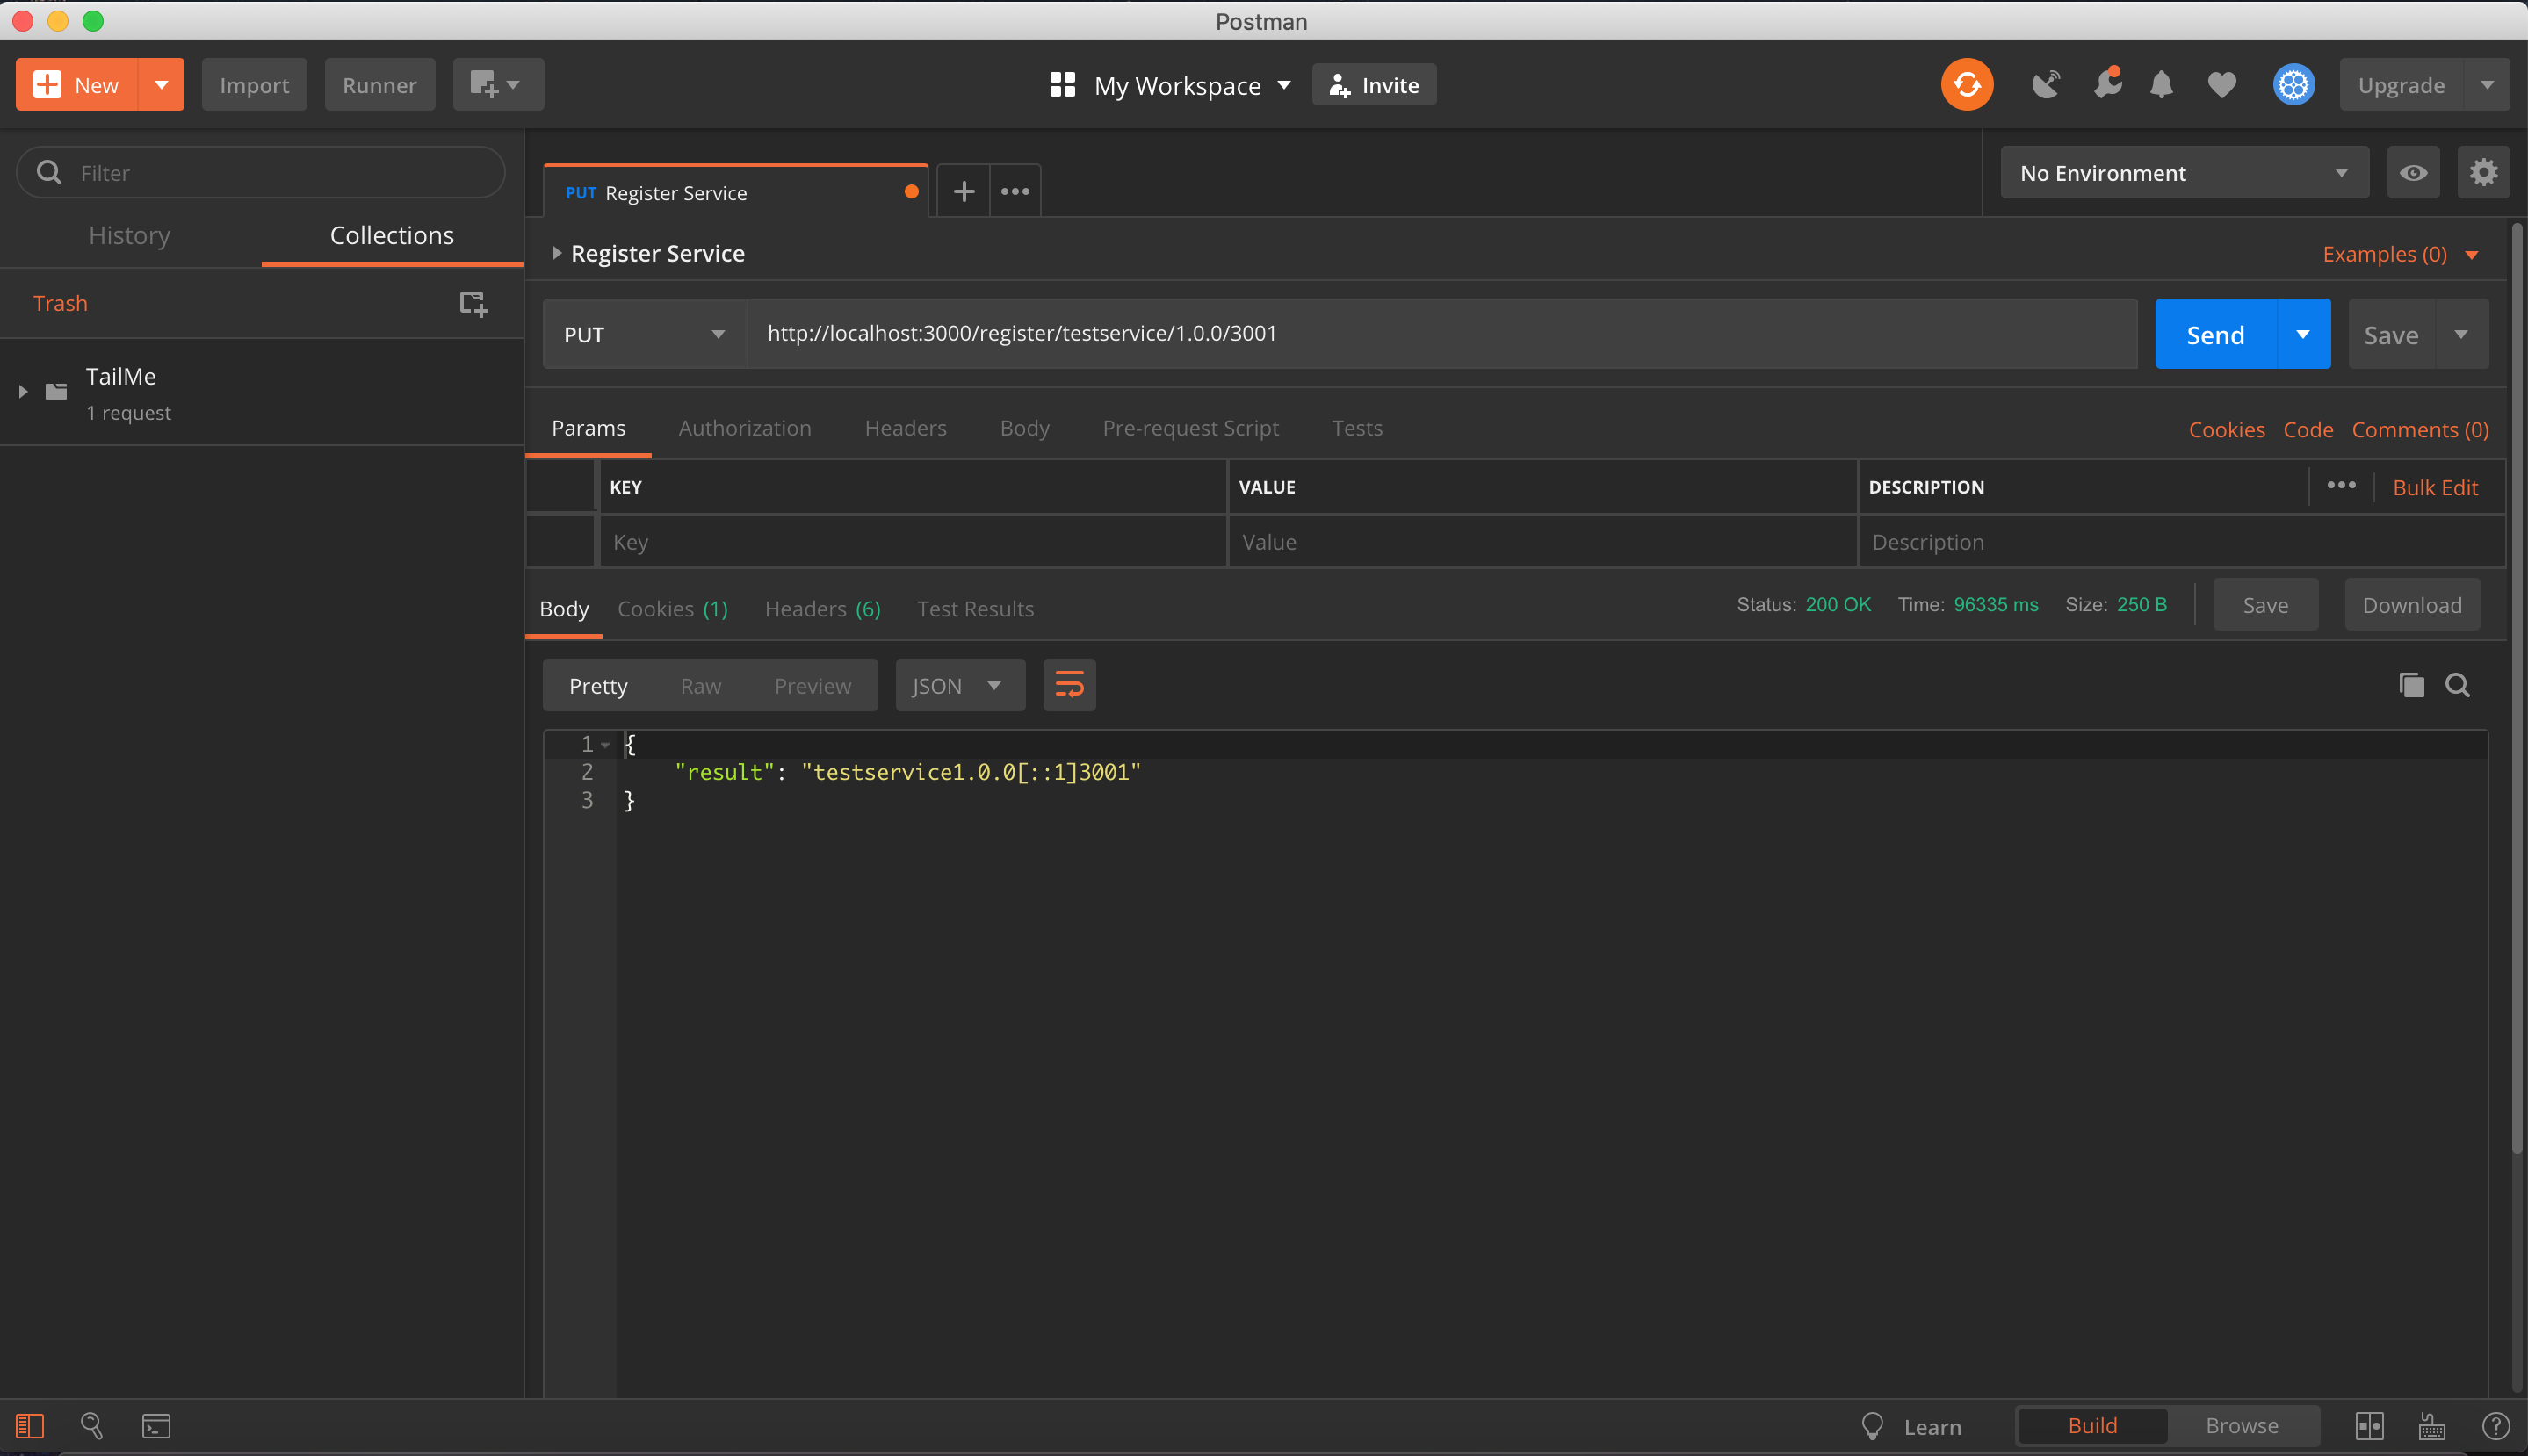 Postman
New Import Runner My Workspace Invite Upgrade
Filter
History Collections
Trash
TailMe
1 request
PUT Register Service
No Environment
Register Service Examples (0)
PUT http://localhost:3000/register/testservice/1.0.0/3001 Send Save
Params Authorization Headers Body Pre-request Script Tests Cookies Code Comments (0)
KEY VALUE DESCRIPTION Bulk Edit
Key Value Description
Body Cookies (1) Headers (6) Test Results Status: 200 OK Time: 96335 ms Size: 250 B Save Download
Pretty Raw Preview JSON
1 {
2 "result": "testservice1.0.0[::1]3001"
3 }
Learn Build Browse